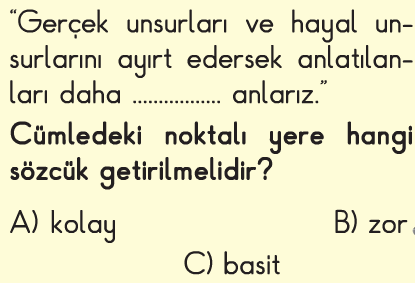 “Gerçek unsurları ve hayal un-
surlarını ayırt edersek anlatılan-
ları daha ................. anlarız.”
Cümledeki noktalı yere hangi
sözcük getirilmelidir?
A) kolay B) zor
C) basit